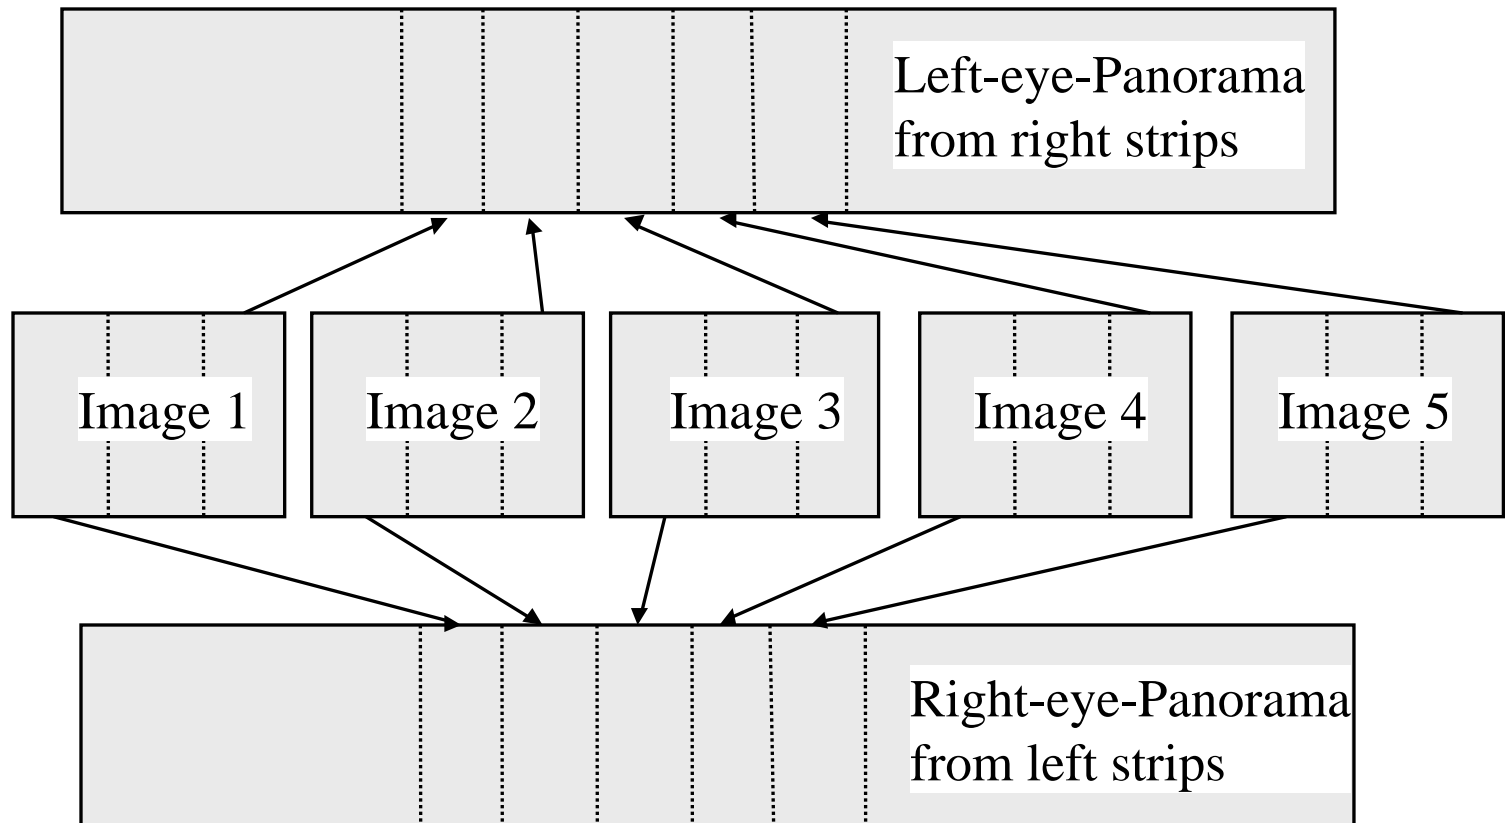 Left-eye-Panorama
from right strips
Image 1
Image 2
Image 3
Image 4
Image 5
Right-eye-Panorama
from left strips